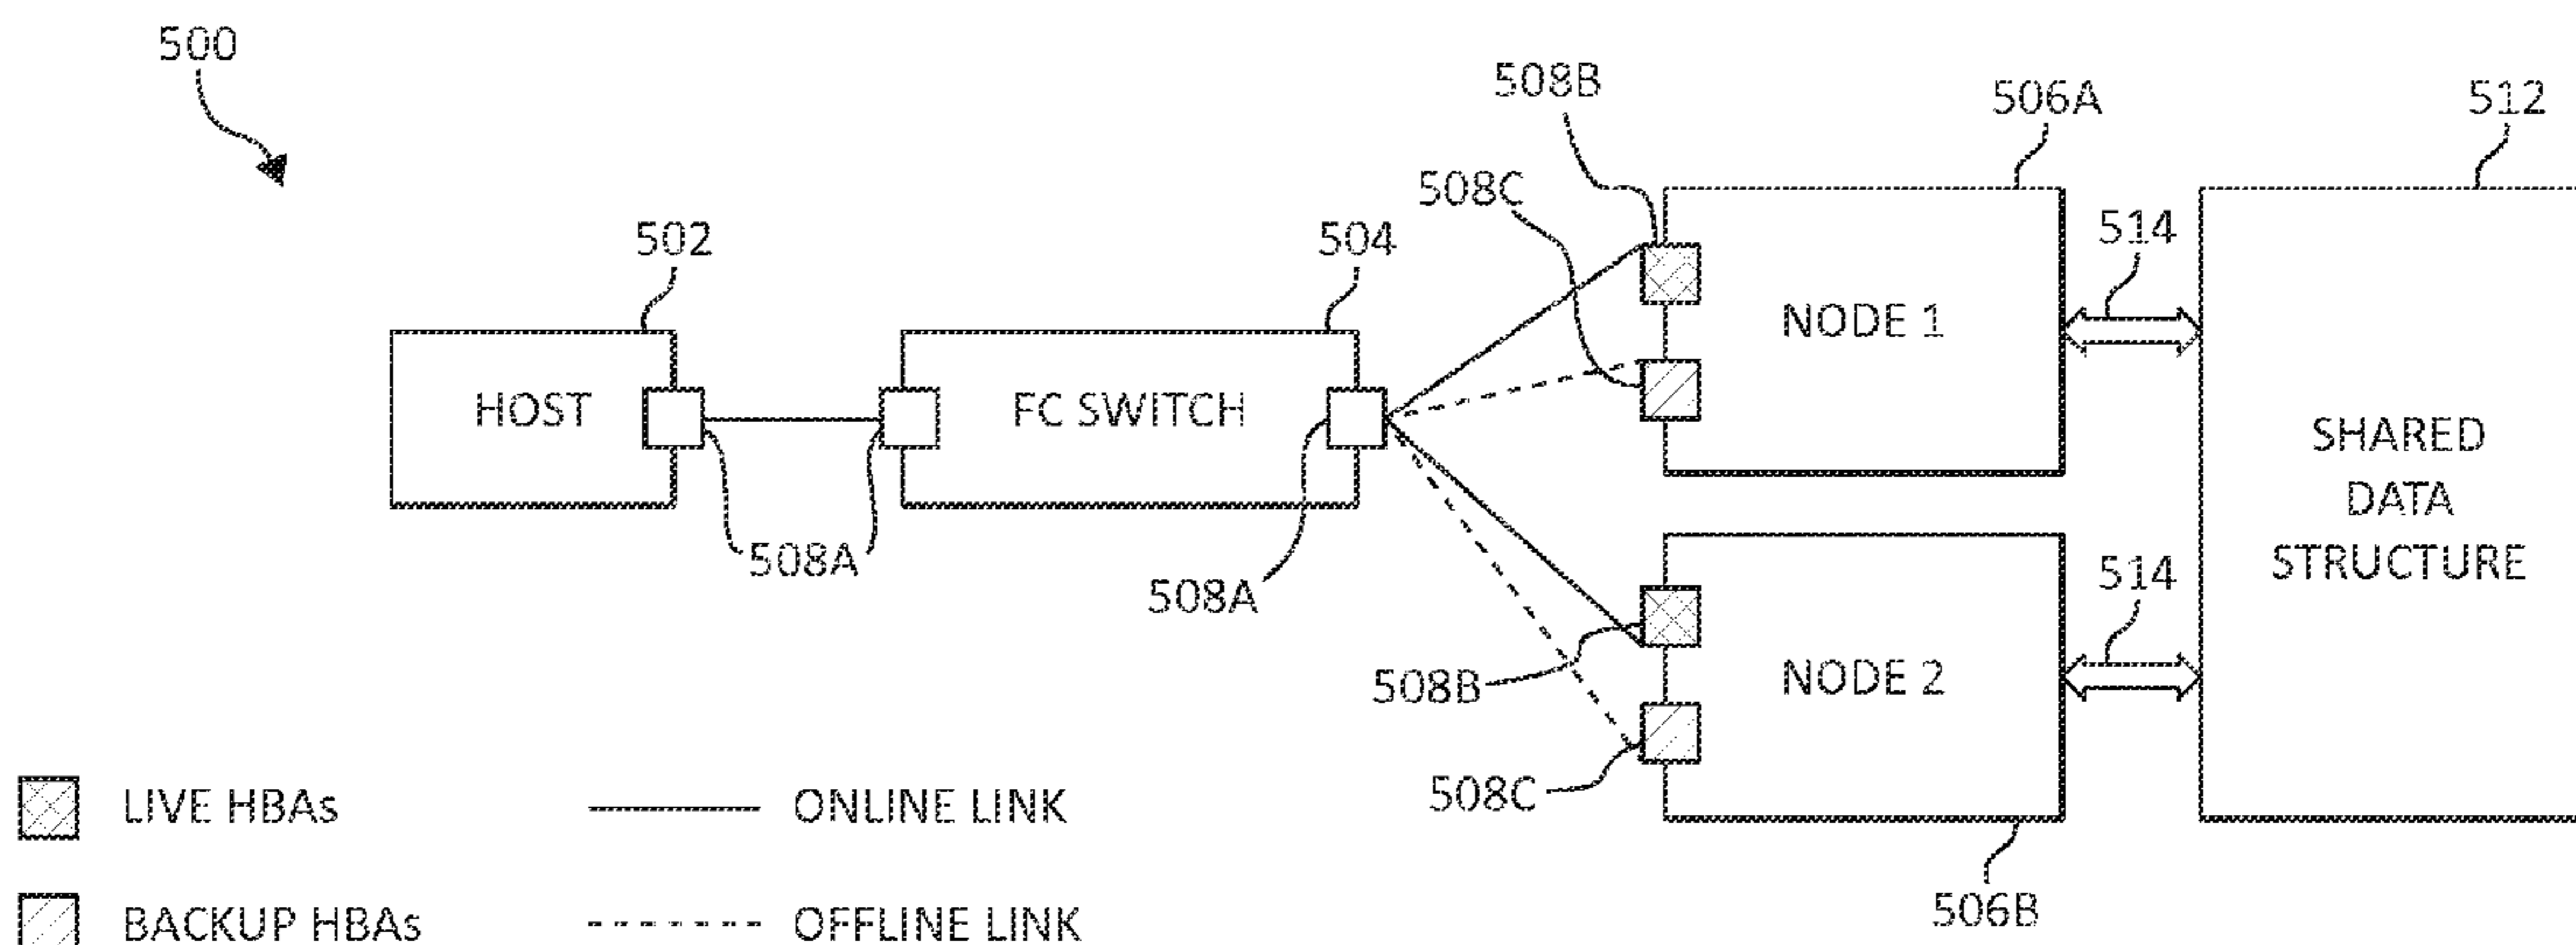 500
508B
506A
512
508C
502
504
514
HOST
FC SWITCH
NODE 1
SHARED
DATA
STRUCTURE
508A
508A
514
508B
NODE 2
508C
LIVE HBAs
ONLINE LINK
BACKUP HBAs
OFFLINE LINK
506B